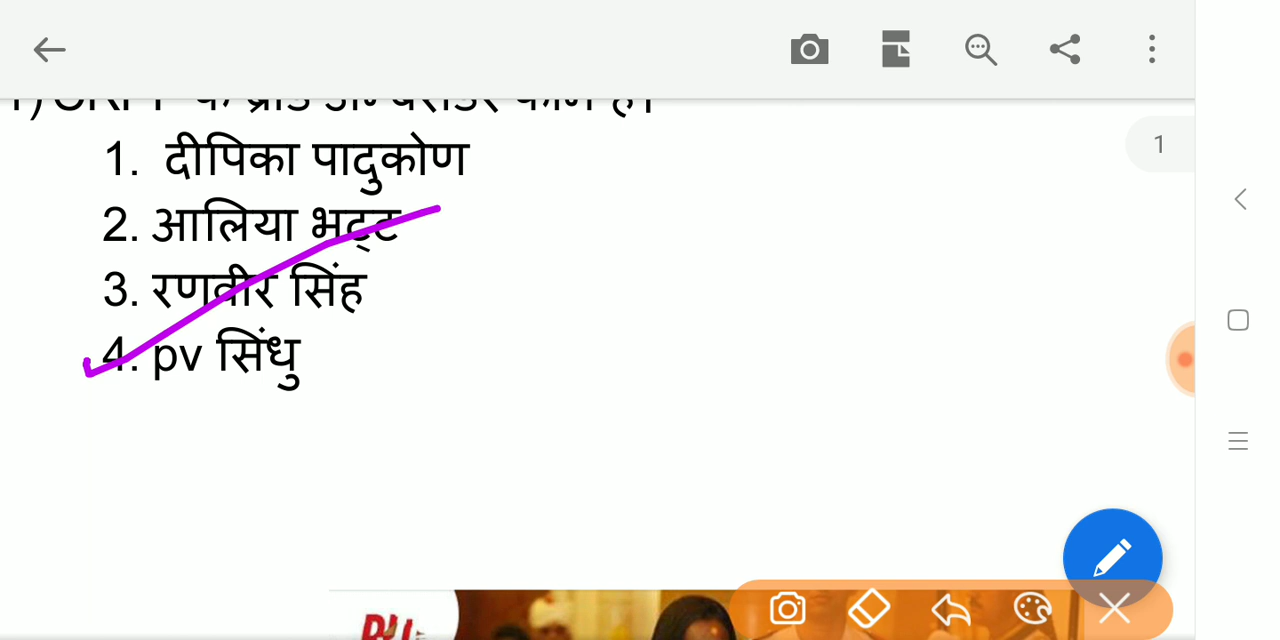 1
1. दीपिका पादुकोण
2. आलिया भट्ट
3. रणवीर सिंह
4. pv सिंधु